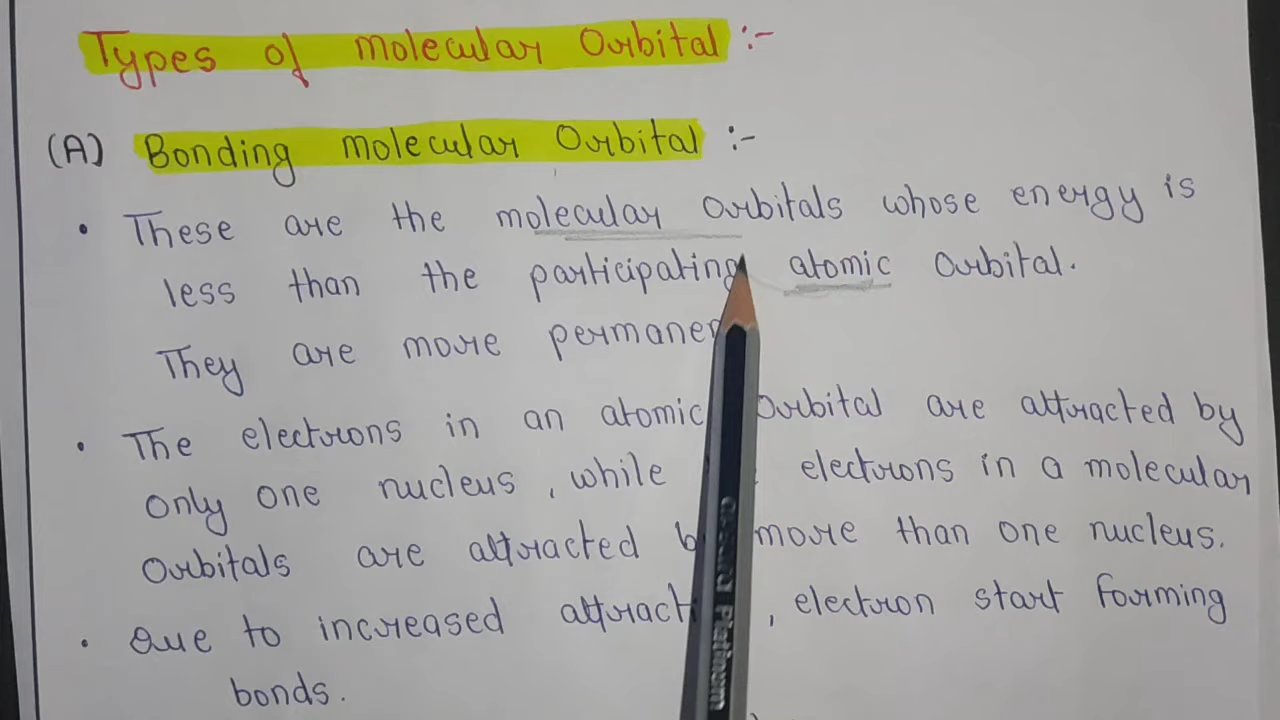 Types of molecular Orbital :-
(A) Bonding molecular Orbital :-
• These are the molecular orbitals whose energy is
less than the participating atomic orbital.
They are more
• The electrons in an atomic orbital are attracted by
only one nucleus, while electrons in a molecular
orbitals are attracted more than one nucleus.
• Due to increased , electron start forming
bonds.
Platinum